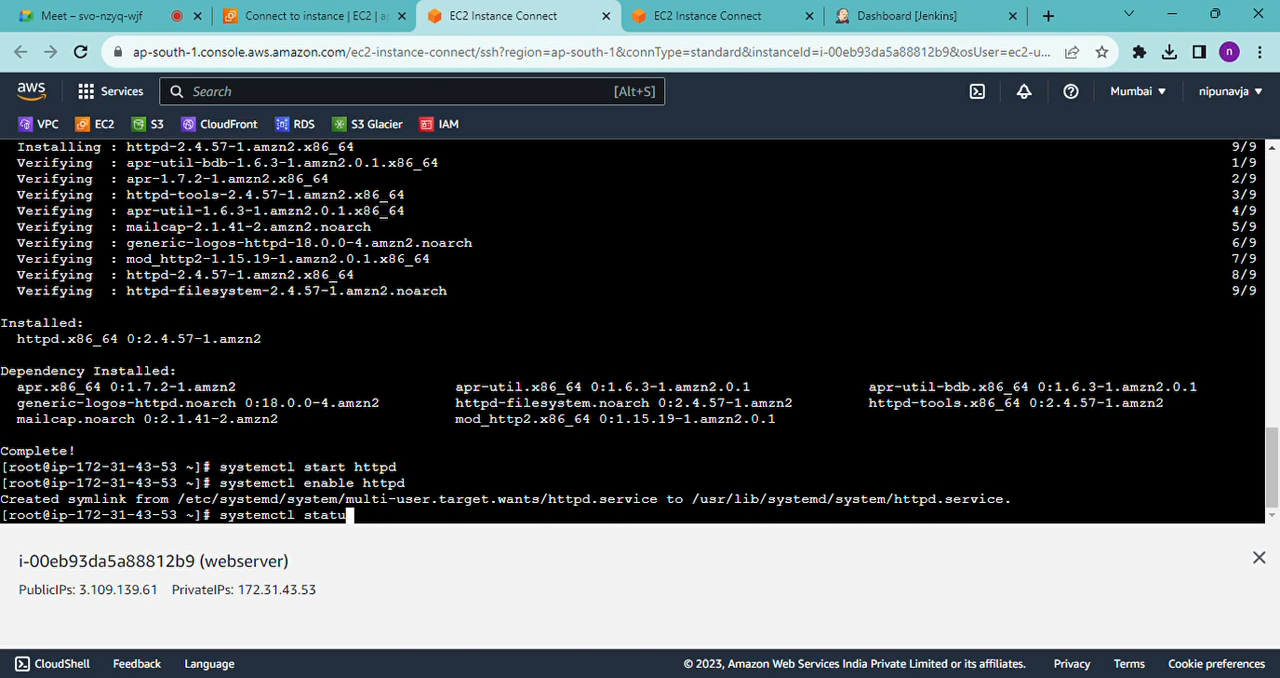 Meet – svo-nzyq-wjf
Connect to instance | EC2 | a
EC2 Instance Connect
EC2 Instance Connect
Dashboard [Jenkins]
ap-south-1.console.aws.amazon.com/ec2-instance-connect/ssh?region=ap-south-1&connType=standard&instanceId=i-00eb93da5a88812b9&osUser=ec2-u...
n
aws
Services
Search
[Alt+S]
Mumbai
nipunavja
VPC EC2 S3 CloudFront RDS S3 Glacier IAM
Installing : httpd-2.4.57-1.amzn2.x86_64 9/9
Verifying : apr-util-bdb-1.6.3-1.amzn2.0.1.x86_64 1/9
Verifying : apr-1.7.2-1.amzn2.x86_64 2/9
Verifying : httpd-tools-2.4.57-1.amzn2.x86_64 3/9
Verifying : apr-util-1.6.3-1.amzn2.0.1.x86_64 4/9
Verifying : mailcap-2.1.41-2.amzn2.noarch 5/9
Verifying : generic-logos-httpd-18.0.0-4.amzn2.noarch 6/9
Verifying : mod_http2-1.15.19-1.amzn2.0.1.x86_64 7/9
Verifying : httpd-2.4.57-1.amzn2.x86_64 8/9
Verifying : httpd-filesystem-2.4.57-1.amzn2.noarch 9/9
Installed:
httpd.x86_64 0:2.4.57-1.amzn2
Dependency Installed:
apr.x86_64 0:1.7.2-1.amzn2 apr-util.x86_64 0:1.6.3-1.amzn2.0.1 apr-util-bdb.x86_64 0:1.6.3-1.amzn2.0.1
generic-logos-httpd.noarch 0:18.0.0-4.amzn2 httpd-filesystem.noarch 0:2.4.57-1.amzn2 httpd-tools.x86_64 0:2.4.57-1.amzn2
mailcap.noarch 0:2.1.41-2.amzn2 mod_http2.x86_64 0:1.15.19-1.amzn2.0.1
Complete!
[root@ip-172-31-43-53 ~]# systemctl start httpd
[root@ip-172-31-43-53 ~]# systemctl enable httpd
Created symlink from /etc/systemd/system/multi-user.target.wants/httpd.service to /usr/lib/systemd/system/httpd.service.
[root@ip-172-31-43-53 ~]# systemctl statu
i-00eb93da5a88812b9 (webserver)
PublicIPs: 3.109.139.61 PrivateIPs: 172.31.43.53
CloudShell Feedback Language © 2023, Amazon Web Services India Private Limited or its affiliates. Privacy Terms Cookie preferences